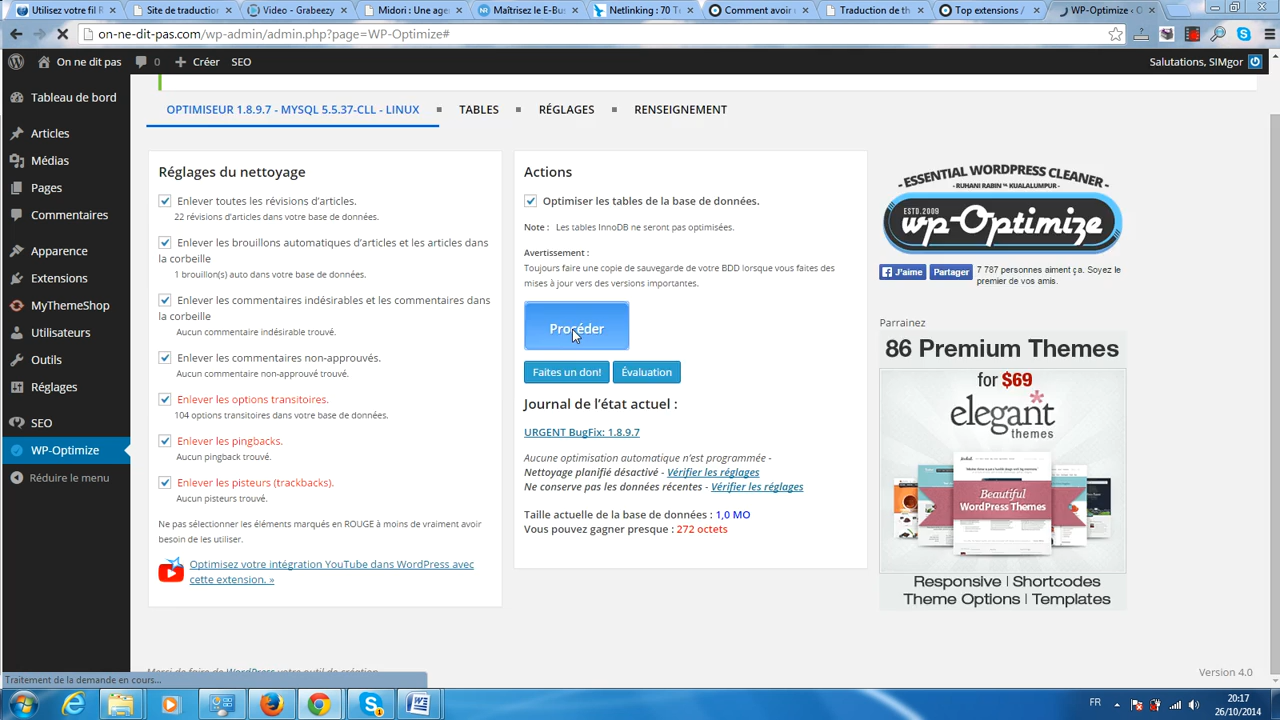 Utilisez votre fil R
Site de traduction
Video - Grabeezy
Midori : Une age
Maîtrisez le E-Bus
Netlinking : 70 T
Comment avoir
Traduction de th
Top extensions /
WP-Optimize ‹ O
on-ne-dit-pas.com/wp-admin/admin.php?page=WP-Optimize#
On ne dit pas
0
Créer
SEO
Salutations, SIMgor
Tableau de bord
Articles
Médias
Pages
Commentaires
Apparence
Extensions
MyThemeShop
Utilisateurs
Outils
Réglages
SEO
WP-Optimize
Réduire le menu
OPTIMISEUR 1.8.9.7 - MYSQL 5.5.37-CLL - LINUX
TABLES
RÉGLAGES
RENSEIGNEMENT
Réglages du nettoyage
Enlever toutes les révisions d'articles.
22 révisions d'articles dans votre base de données.
Enlever les brouillons automatiques d'articles et les articles dans
la corbeille
1 brouillon(s) auto dans votre base de données.
Enlever les commentaires indésirables et les commentaires dans
la corbeille
Aucun commentaire indésirable trouvé.
Enlever les commentaires non-approuvés.
Aucun commentaire non-approuvé trouvé.
Enlever les options transitoires.
104 options transitoires dans votre base de données.
Enlever les pingbacks.
Aucun pingback trouvé.
Enlever les pisteurs (trackbacks).
Aucun pisteurs trouvé.
Ne pas sélectionner les éléments marqués en ROUGE à moins de vraiment avoir
besoin de les utiliser.
Optimisez votre intégration YouTube dans WordPress avec
cette extension. »
Actions
Optimiser les tables de la base de données.
Note : Les tables InnoDB ne seront pas optimisées.
Avertissement :
Toujours faire une copie de sauvegarde de votre BDD lorsque vous faites des
mises à jour vers des versions importantes.
Procéder
Faites un don!
Évaluation
Journal de l'état actuel :
URGENT BugFix: 1.8.9.7
Aucune optimisation automatique n'est programmée -
Nettoyage planifié désactivé - Vérifier les réglages
Ne conserve pas les données récentes - Vérifier les réglages
Taille actuelle de la base de données : 1,0 MO
Vous pouvez gagner presque : 272 octets
ESSENTIAL WORDPRESS CLEANER
- RUHANI RABIN ™ KUALALUMPUR -
ESTD.2009
wp-Optimize
J'aime
Partager
7 787 personnes aiment ça. Soyez le
premier de vos amis.
Parrainez
86 Premium Themes
for $69
elegant
themes
Beautiful
WordPress Themes
Responsive | Shortcodes
Theme Options | Templates
Merci de faire de WordPress votre outil de création.
Version 4.0
Traitement de la demande en cours...
FR
20:17
26/10/2014